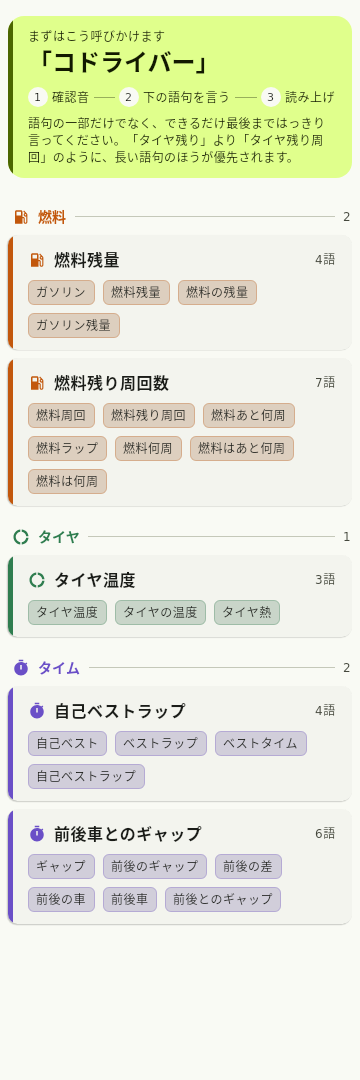 まずはこう呼びかけます
「コドライバー」
1 確認音 2 下の語句を言う 3 読み上げ
語句の一部だけでなく、できるだけ最後まではっきり
言ってください。「タイヤ残り」より「タイヤ残り周
回」のように、長い語句のほうが優先されます。
燃料 2
燃料残量 4語
ガソリン 燃料残量 燃料の残量
ガソリン残量
燃料残り周回数 7語
燃料周回 燃料残り周回 燃料あと何周
燃料ラップ 燃料何周 燃料はあと何周
燃料は何周
タイヤ 1
タイヤ温度 3語
タイヤ温度 タイヤの温度 タイヤ熱
タイム 2
自己ベストラップ 4語
自己ベスト ベストラップ ベストタイム
自己ベストラップ
前後車とのギャップ 6語
ギャップ 前後のギャップ 前後の差
前後の車 前後車 前後とのギャップ